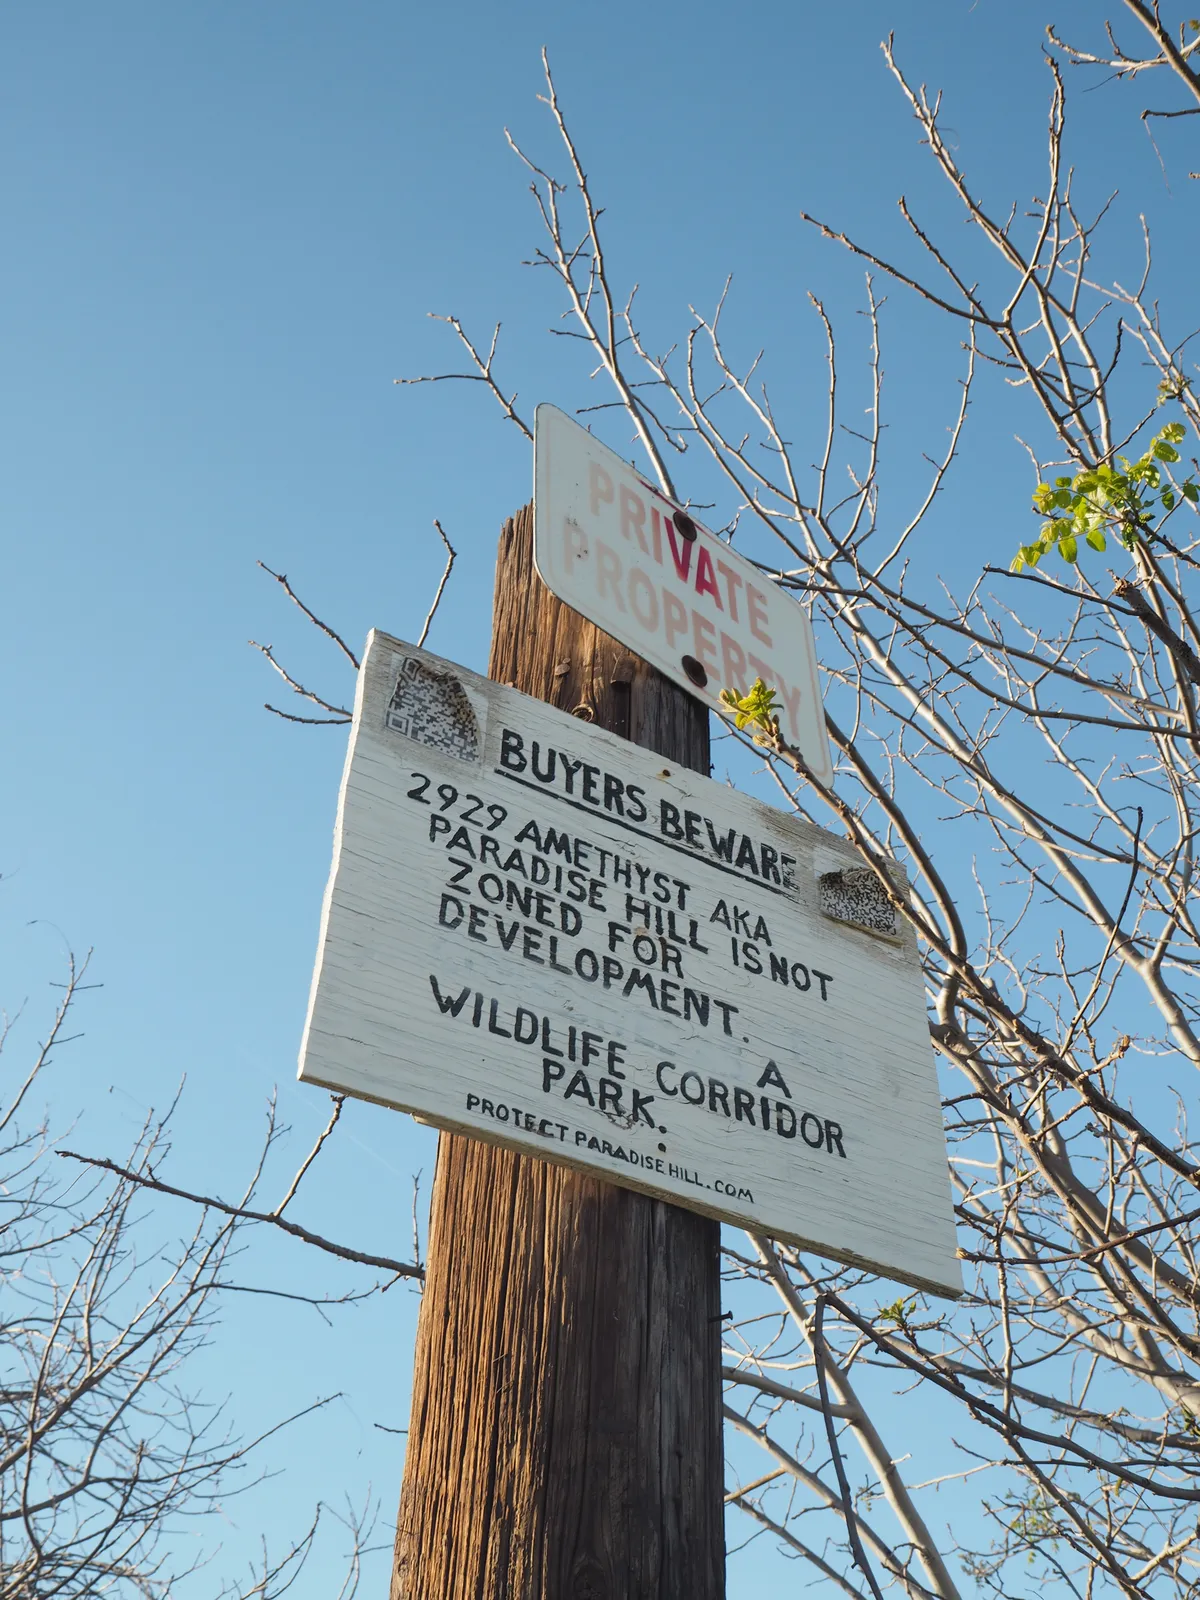 PRIVATE
PROPERTY
BUYERS BEWARE
2929 AMETHYST AKA
PARADISE HILL IS NOT
ZONED FOR
DEVELOPMENT.
A
WILDLIFE CORRIDOR
PARK.
PROTECTPARADISEHILL.COM